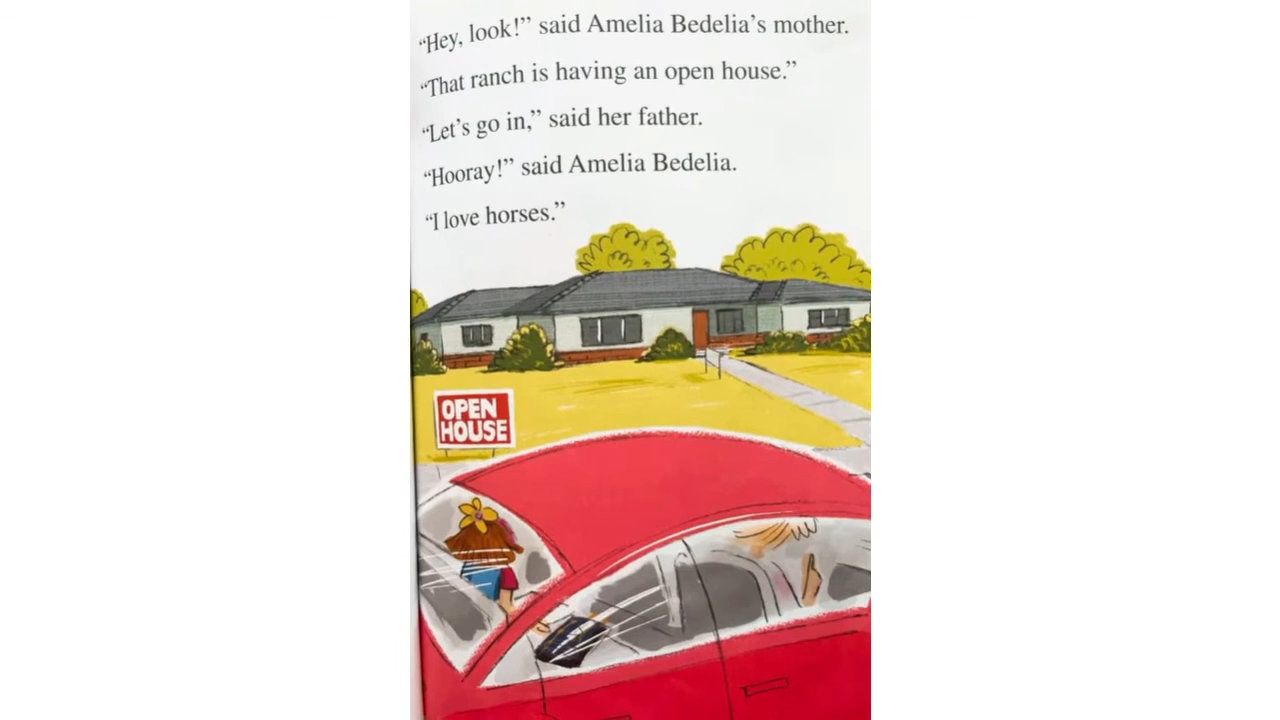 “Hey, look!” said Amelia Bedelia’s mother.
“That ranch is having an open house.”
“Let’s go in,” said her father.
“Hooray!” said Amelia Bedelia.
“I love horses.”
OPEN
HOUSE